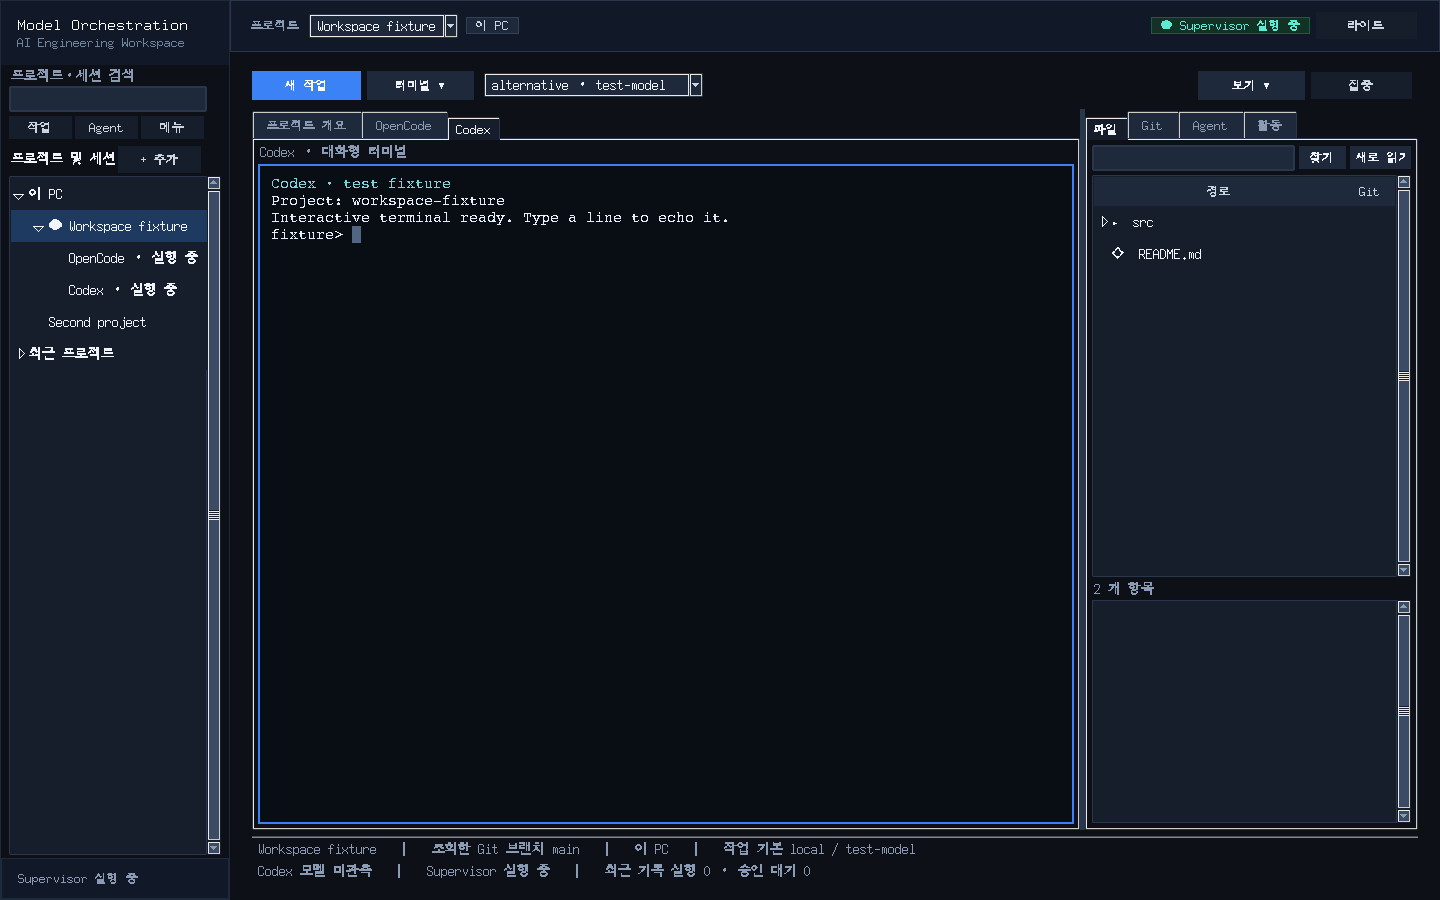 Model Orchestration
AI Engineering Workspace
프로젝트·세션 검색
작업 Agent 메뉴
프로젝트 및 세션 + 추가
이 PC
Workspace fixture
OpenCode · 실행 중
Codex · 실행 중
Second project
최근 프로젝트
Supervisor 실행 중
프로젝트 Workspace fixture 이 PC
Supervisor 실행 중 라이트
새 작업 터미널 ▾ alternative · test-model
보기 ▾ 집중
프로젝트 개요 OpenCode Codex
Codex · 대화형 터미널
Codex · test fixture
Project: workspace-fixture
Interactive terminal ready. Type a line to echo it.
fixture>
파일 Git Agent 활동
찾기 새로 읽기
경로 Git
src
README.md
2 개 항목
Workspace fixture | 조회한 Git 브랜치 main | 이 PC | 작업 기본 local / test-model
Codex 모델 미관측 | Supervisor 실행 중 | 최근 기록 실행 0 · 승인 대기 0